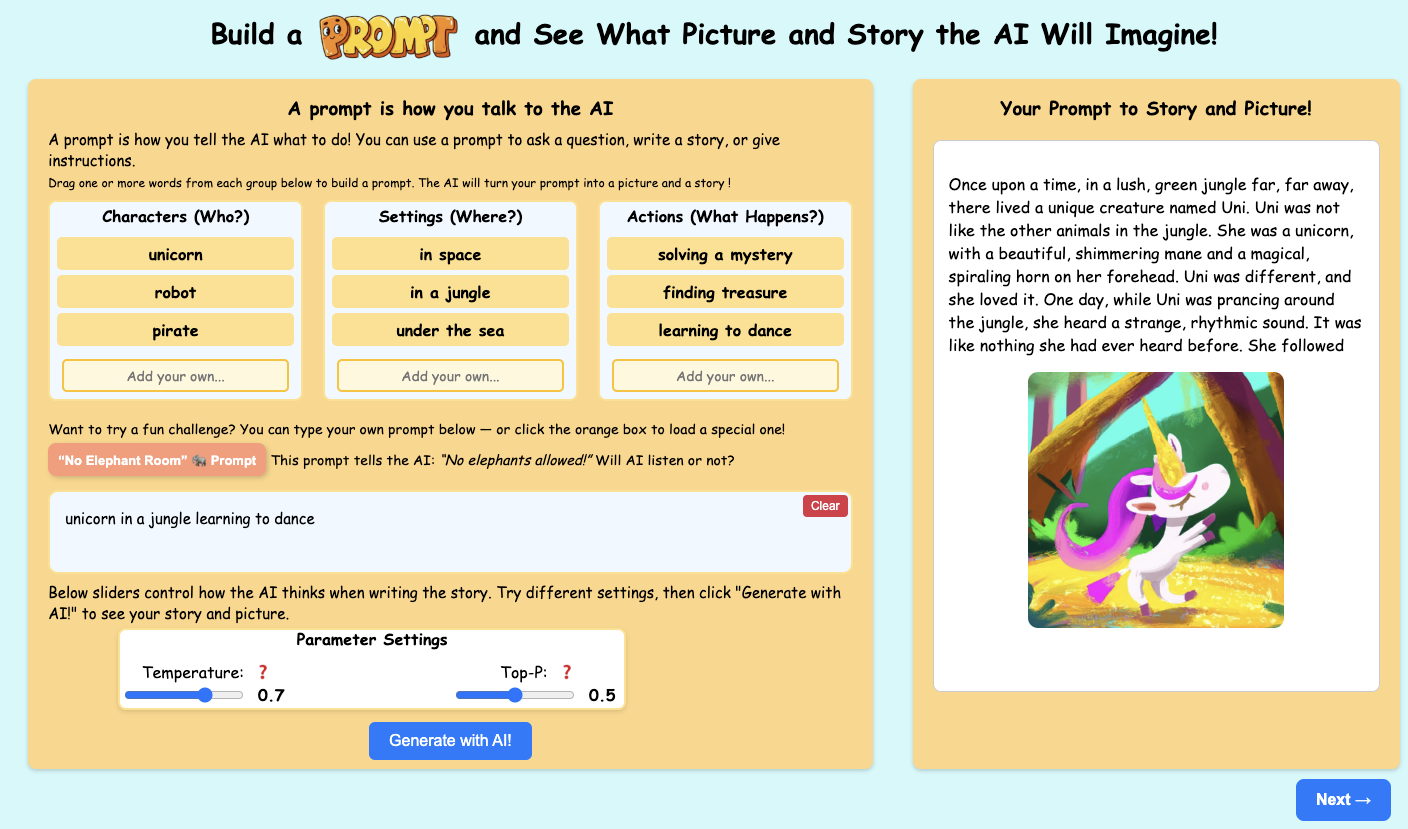 Build a PROMPT and See What Picture and Story the AI Will Imagine!
A prompt is how you talk to the AI
A prompt is how you tell the AI what to do! You can use a prompt to ask a question, write a story, or give
instructions.
Drag one or more words from each group below to build a prompt. The AI will turn your prompt into a picture and a story !
Characters (Who?)
unicorn
robot
pirate
Add your own...
Settings (Where?)
in space
in a jungle
under the sea
Add your own...
Actions (What Happens?)
solving a mystery
finding treasure
learning to dance
Add your own...
Want to try a fun challenge? You can type your own prompt below — or click the orange box to load a special one!
"No Elephant Room" 🐘 Prompt This prompt tells the AI: "No elephants allowed!" Will AI listen or not?
Clear
unicorn in a jungle learning to dance
Below sliders control how the AI thinks when writing the story. Try different settings, then click "Generate with
AI!" to see your story and picture.
Parameter Settings
Temperature: ❓
0.7
Top-P: ❓
0.5
Generate with AI!
Your Prompt to Story and Picture!
Once upon a time, in a lush, green jungle far, far away,
there lived a unique creature named Uni. Uni was not
like the other animals in the jungle. She was a unicorn,
with a beautiful, shimmering mane and a magical,
spiraling horn on her forehead. Uni was different, and
she loved it. One day, while Uni was prancing around
the jungle, she heard a strange, rhythmic sound. It was
like nothing she had ever heard before. She followed
Next →